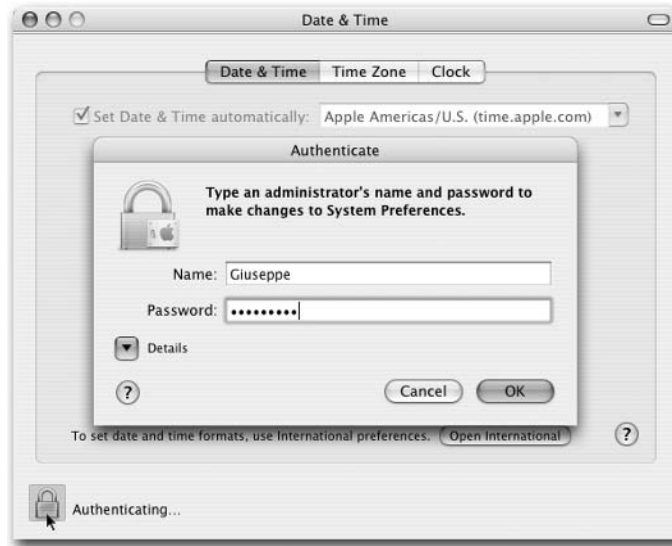 Date & Time
Date & Time Time Zone Clock
Set Date & Time automatically: Apple Americas/U.S. (time.apple.com)
Authenticate
Type an administrator's name and password to
make changes to System Preferences.
Name: Giuseppe
Password: •••••••••
Details
? Cancel OK
To set date and time formats, use International preferences. Open International ?
Authenticating...